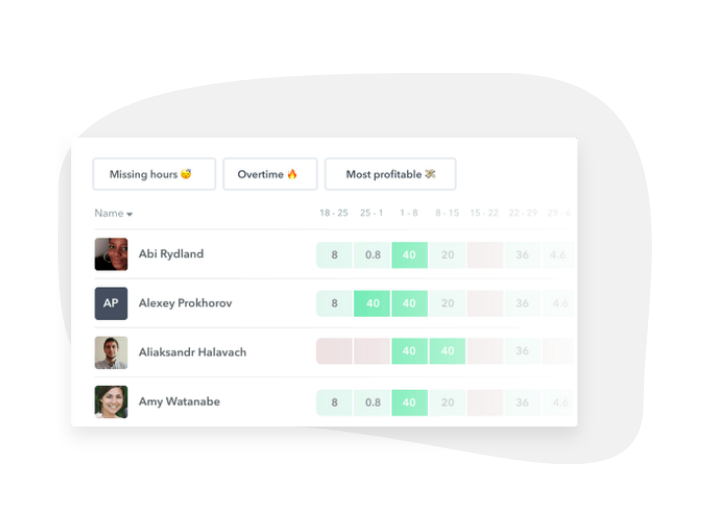 Missing hours 😴 Overtime 🔥 Most profitable 💸
Name 18 - 25 25 - 1 1 - 8 8 - 15 15 - 22 22 - 29 29 - 6
Abi Rydland 8 0.8 40 20 36 4.6
AP Alexey Prokhorov 8 40 40 20 36 4.6
Aliaksandr Halavach 40 40 36
Amy Watanabe 8 0.8 40 20 36 4.6